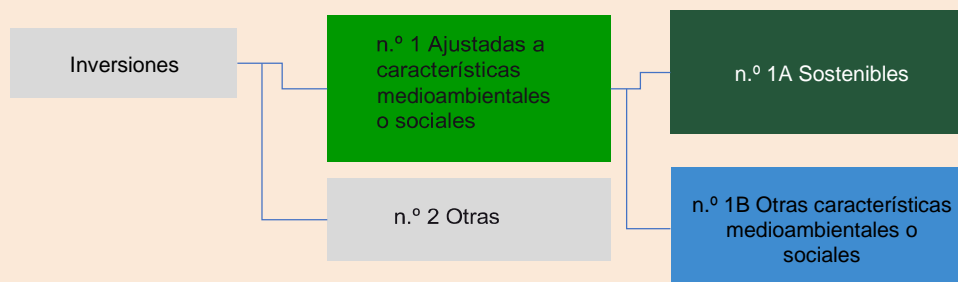 Inversiones
n.º 1 Ajustadas a
características
medioambientales
o sociales
n.º 2 Otras
n.º 1A Sostenibles
n.º 1B Otras características
medioambientales o
sociales